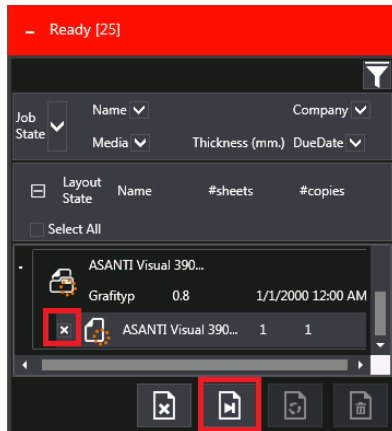 Ready [25]
Name Company
Job State
Media Thickness (mm.) DueDate
Layout State Name #sheets #copies
Select All
ASANTI Visual 390...
Grafityp 0.8 1/1/2000 12:00 AM
ASANTI Visual 390... 1 1